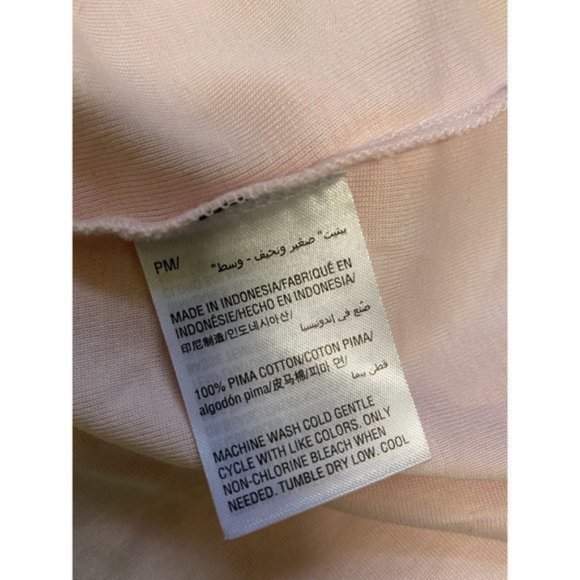 PM/ بيتيت" صغير ونحيف - وسط"
MADE IN INDONESIA/FABRIQUÉ EN
INDONÉSIE/HECHO EN INDONESIA/
印尼制造/인도네시아산/ صنع في إندونيسيا
100% PIMA COTTON/COTON PIMA/
algodón pima/皮马棉/피마 면/ قطن بيما
MACHINE WASH COLD GENTLE
CYCLE WITH LIKE COLORS. ONLY
NON-CHLORINE BLEACH WHEN
NEEDED. TUMBLE DRY LOW. COOL